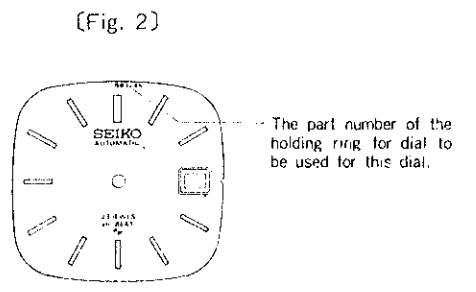 (Fig. 2)
SEIKO
AUTOMATIC
The part number of the
holding ring for dial to
be used for this dial.